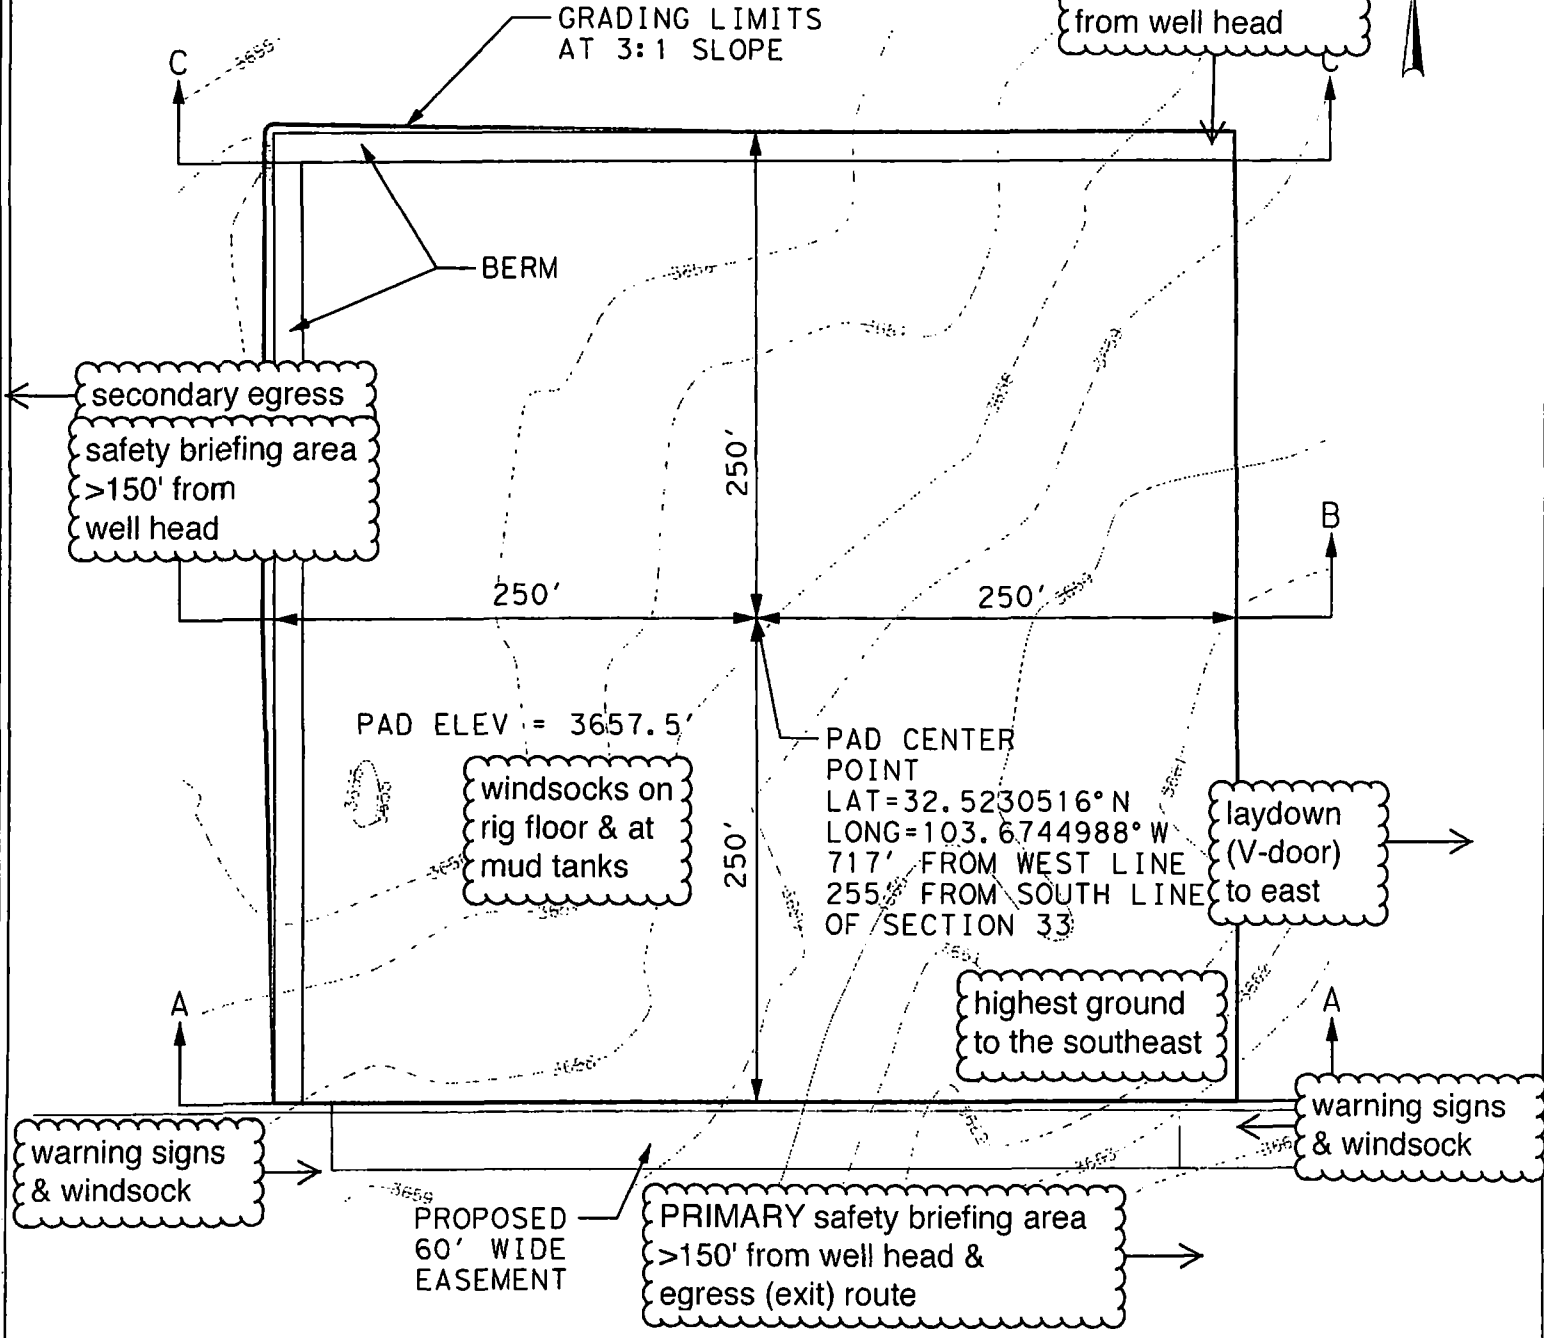 GRADING LIMITS
AT 3:1 SLOPE
from well head
C
C
3655
BERM
secondary egress
safety briefing area
>150' from
well head
250'
B
250'
250'
3659
PAD ELEV = 3657.5'
PAD CENTER
POINT
LAT=32.5230516°N
LONG=103.6744988°W
717' FROM WEST LINE
255' FROM SOUTH LINE
OF SECTION 33
windsocks on
rig floor & at
mud tanks
250'
laydown
(V-door)
to east
A
highest ground
to the southeast
A
warning signs
& windsock
warning signs
& windsock
3659
PROPOSED
60' WIDE
EASEMENT
PRIMARY safety briefing area
>150' from well head &
egress (exit) route